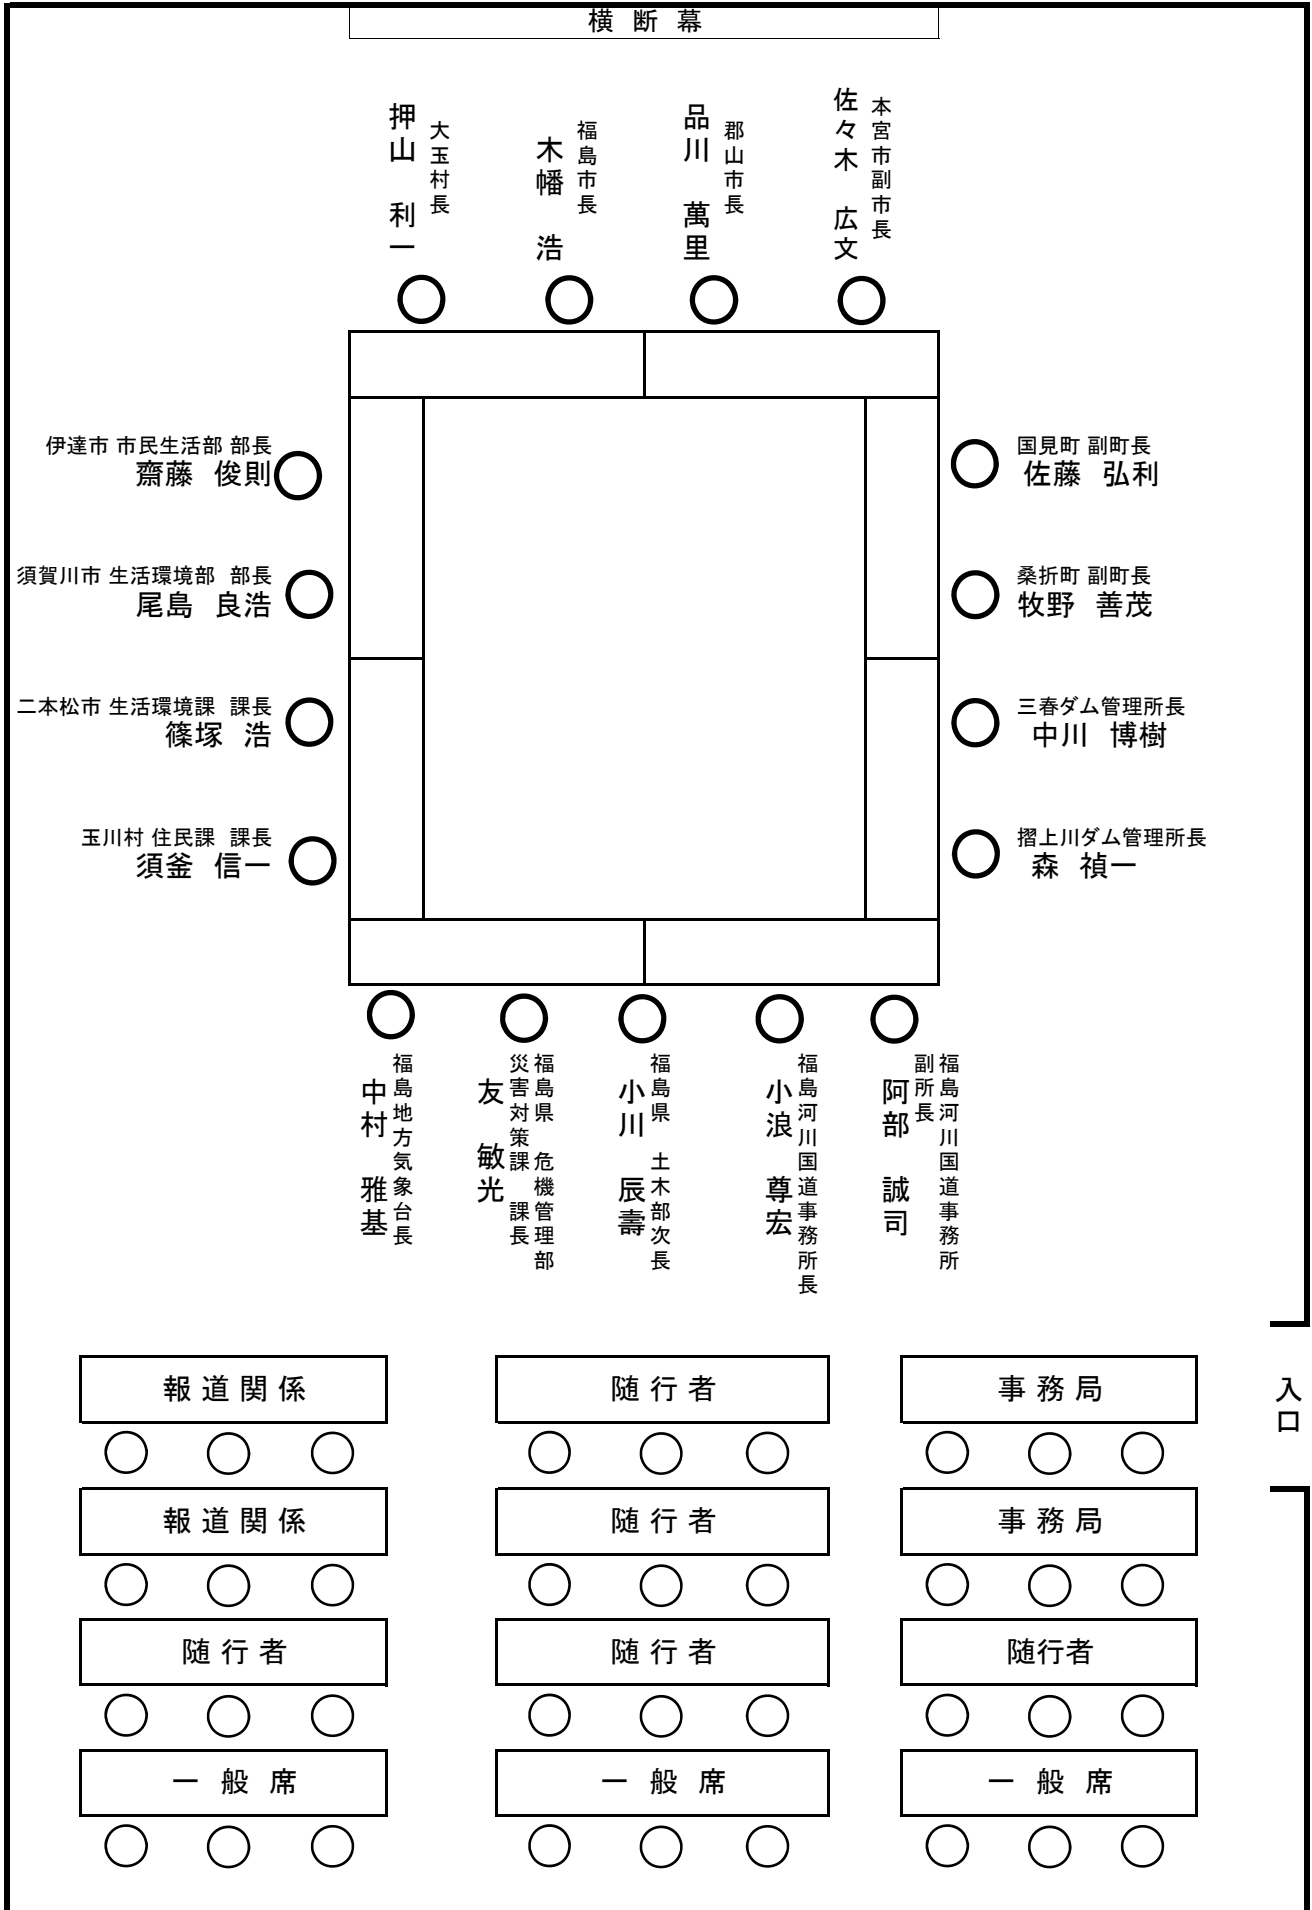 横断幕
本宮市副市長
佐々木 広文
郡山市長
品川 萬里
福島市長
木幡 浩
大玉村長
押山 利一
伊達市 市民生活部 部長
齋藤 俊則
須賀川市 生活環境部 部長
尾島 良浩
二本松市 生活環境課 課長
篠塚 浩
玉川村 住民課 課長
須釜 信一
国見町 副町長
佐藤 弘利
桑折町 副町長
牧野 善茂
三春ダム管理所長
中川 博樹
摺上川ダム管理所長
森 禎一
福島河川国道事務所
副所長
阿部 誠司
福島河川国道事務所長
小浪 尊宏
福島県 土木部次長
小川 辰壽
福島県 危機管理部
災害対策課 課長
友 敏光
福島地方気象台長
中村 雅基
入口
報道関係
随行者
事務局
報道関係
随行者
事務局
随行者
随行者
随行者
一般席
一般席
一般席